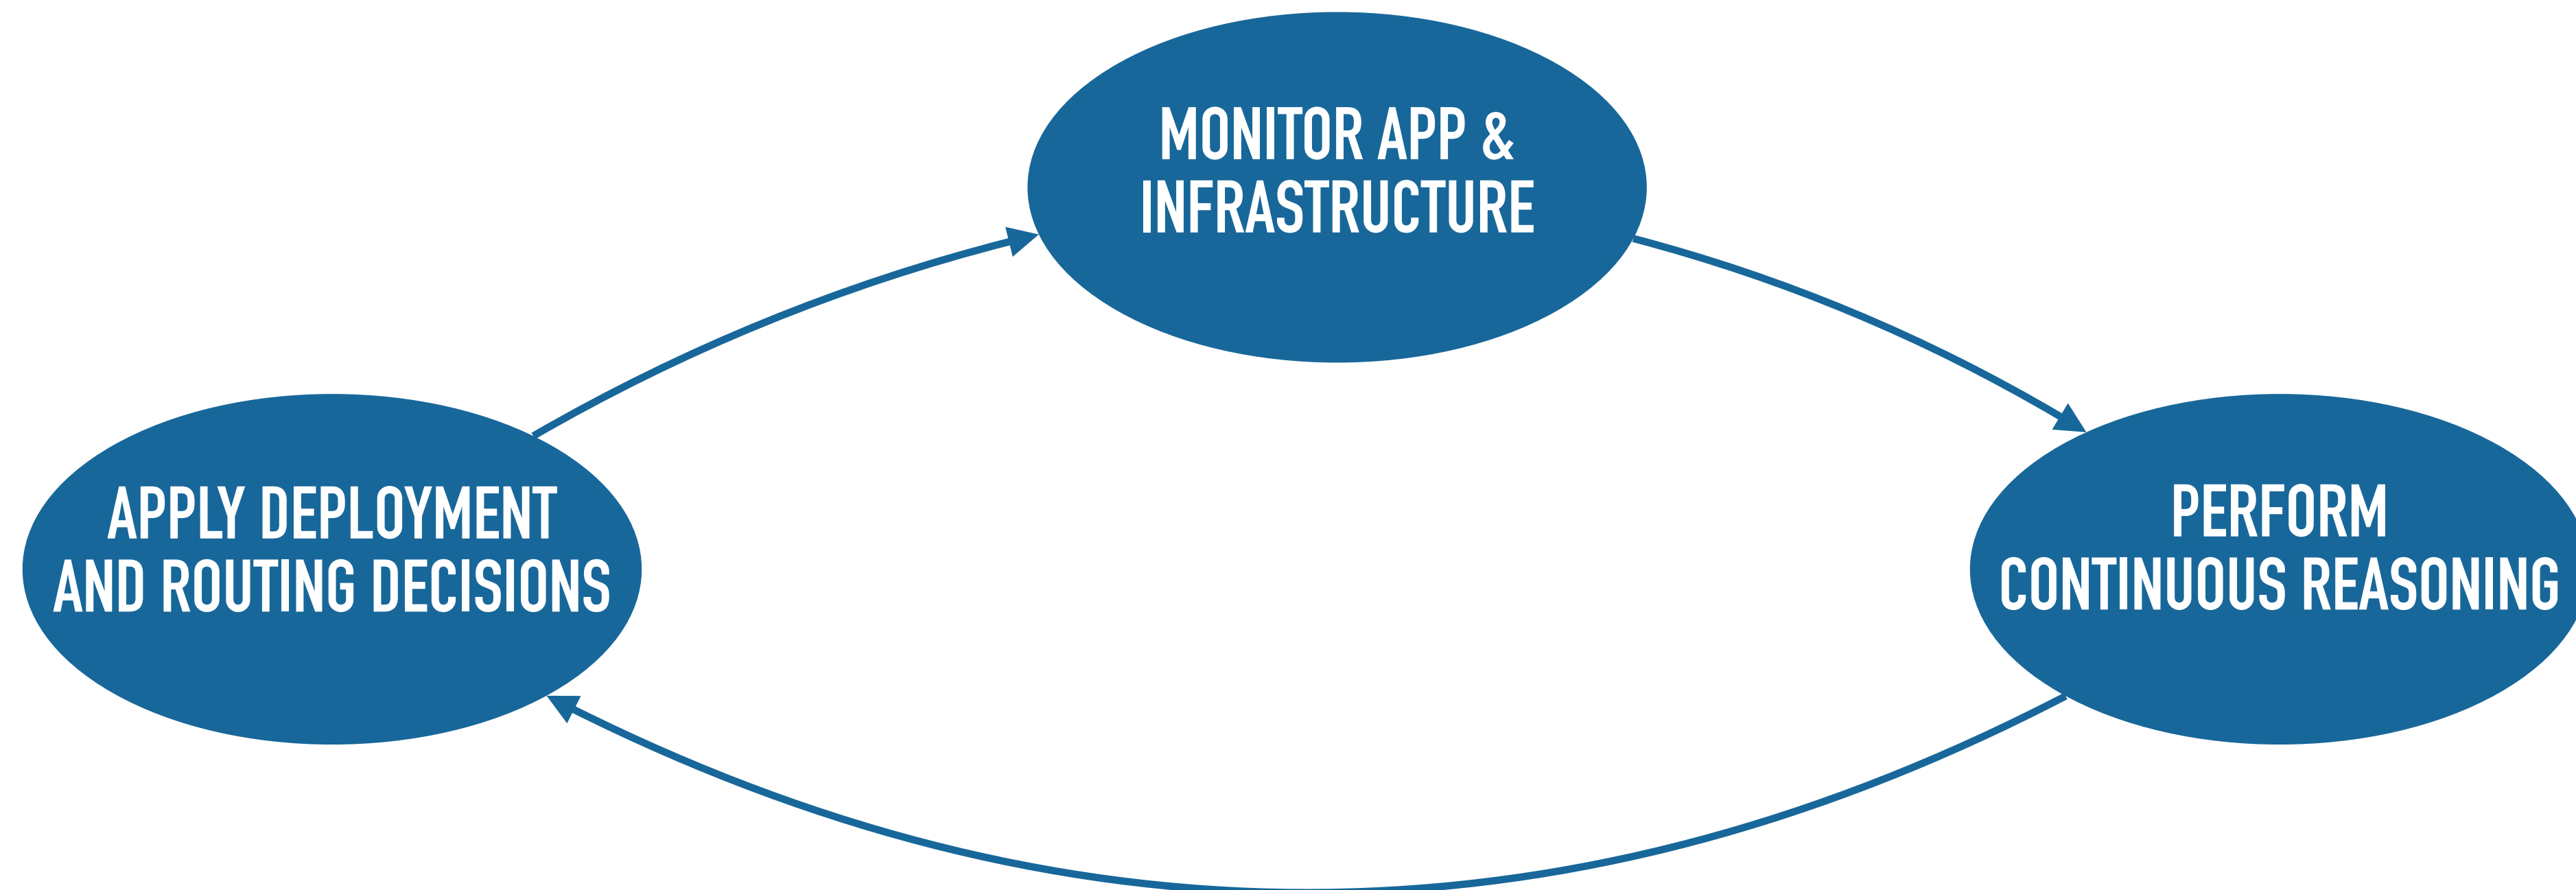 MONITOR APP &
INFRASTRUCTURE
APPLY DEPLOYMENT
AND ROUTING DECISIONS
PERFORM
CONTINUOUS REASONING